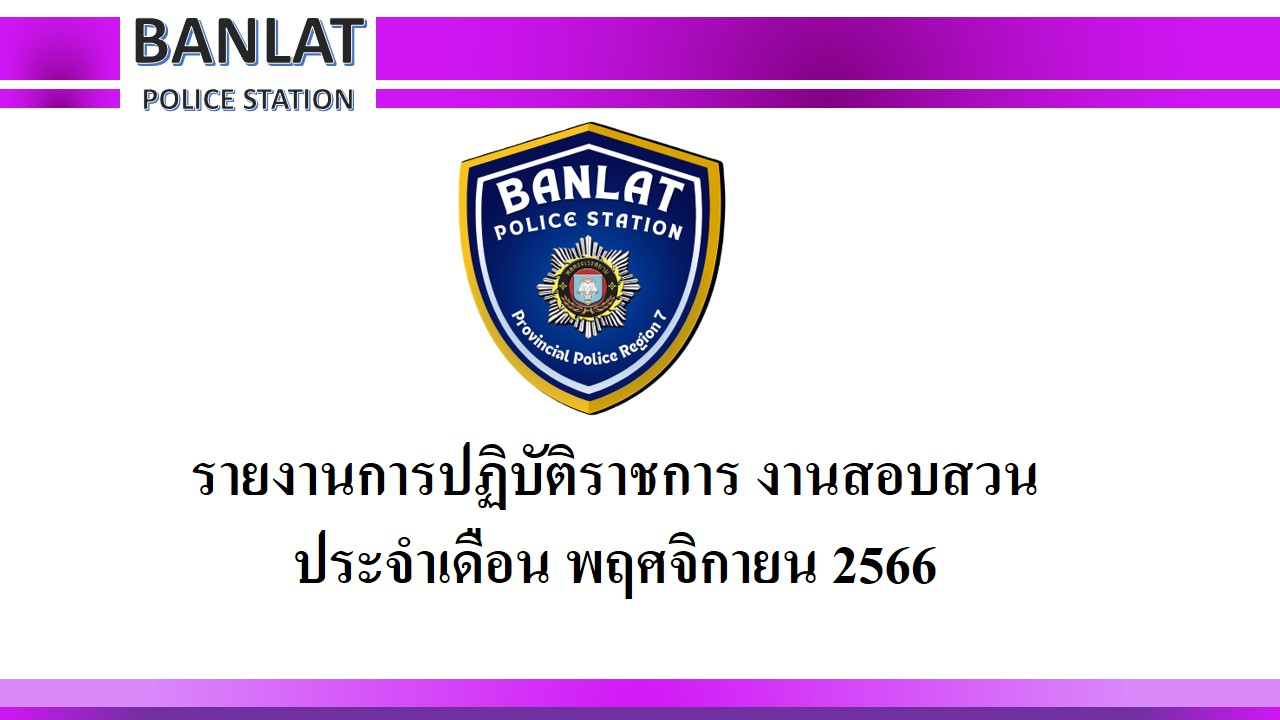 BANLAT
POLICE STATION
BANLAT
POLICE STATION
Provincial Police Region 7
รายงานการปฏิบัติราชการ งานสอบสวน
ประจำเดือน พฤศจิกายน 2566